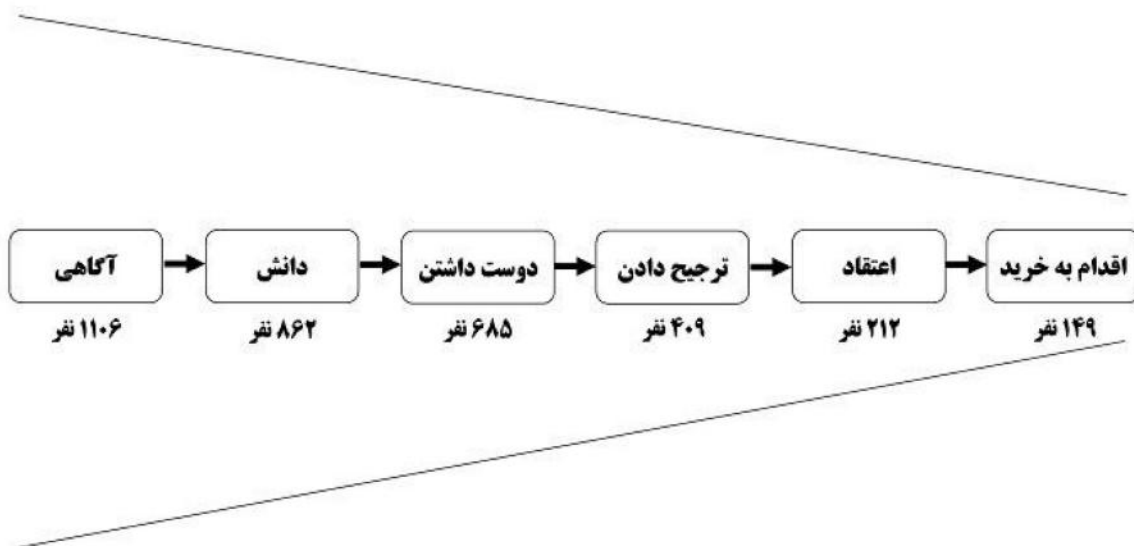 آگاهی
۱۱۰۶ نفر
دانش
۸۶۲ نفر
دوست داشتن
۶۸۵ نفر
ترجیح دادن
۴۰۹ نفر
اعتقاد
۲۱۲ نفر
اقدام به خرید
۱۴۹ نفر